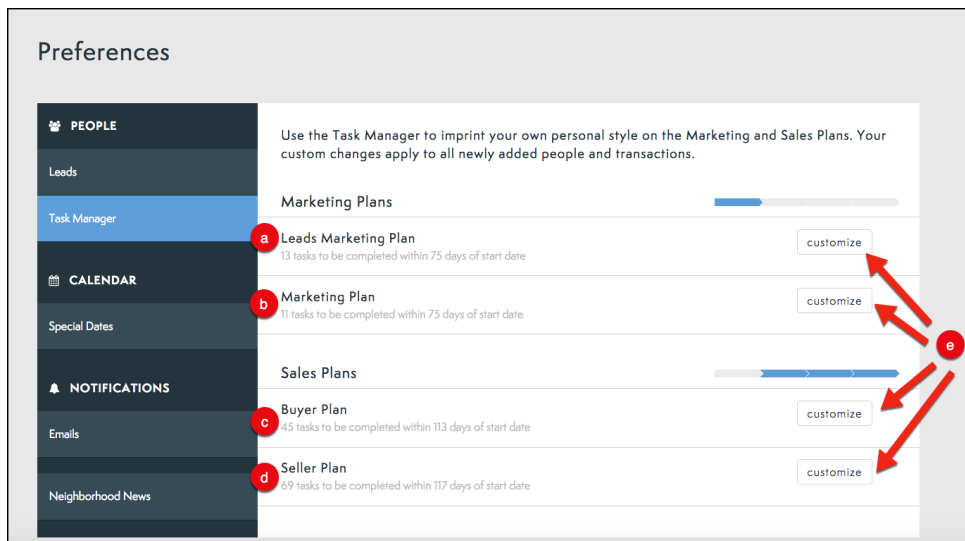 Preferences
PEOPLE
Leads
Task Manager
CALENDAR
Special Dates
NOTIFICATIONS
Emails
Neighborhood News
Use the Task Manager to imprint your own personal style on the Marketing and Sales Plans. Your
custom changes apply to all newly added people and transactions.
Marketing Plans
a
Leads Marketing Plan
13 tasks to be completed within 75 days of start date
customize
b
Marketing Plan
11 tasks to be completed within 75 days of start date
customize
e
Sales Plans
c
Buyer Plan
45 tasks to be completed within 113 days of start date
customize
d
Seller Plan
69 tasks to be completed within 117 days of start date
customize